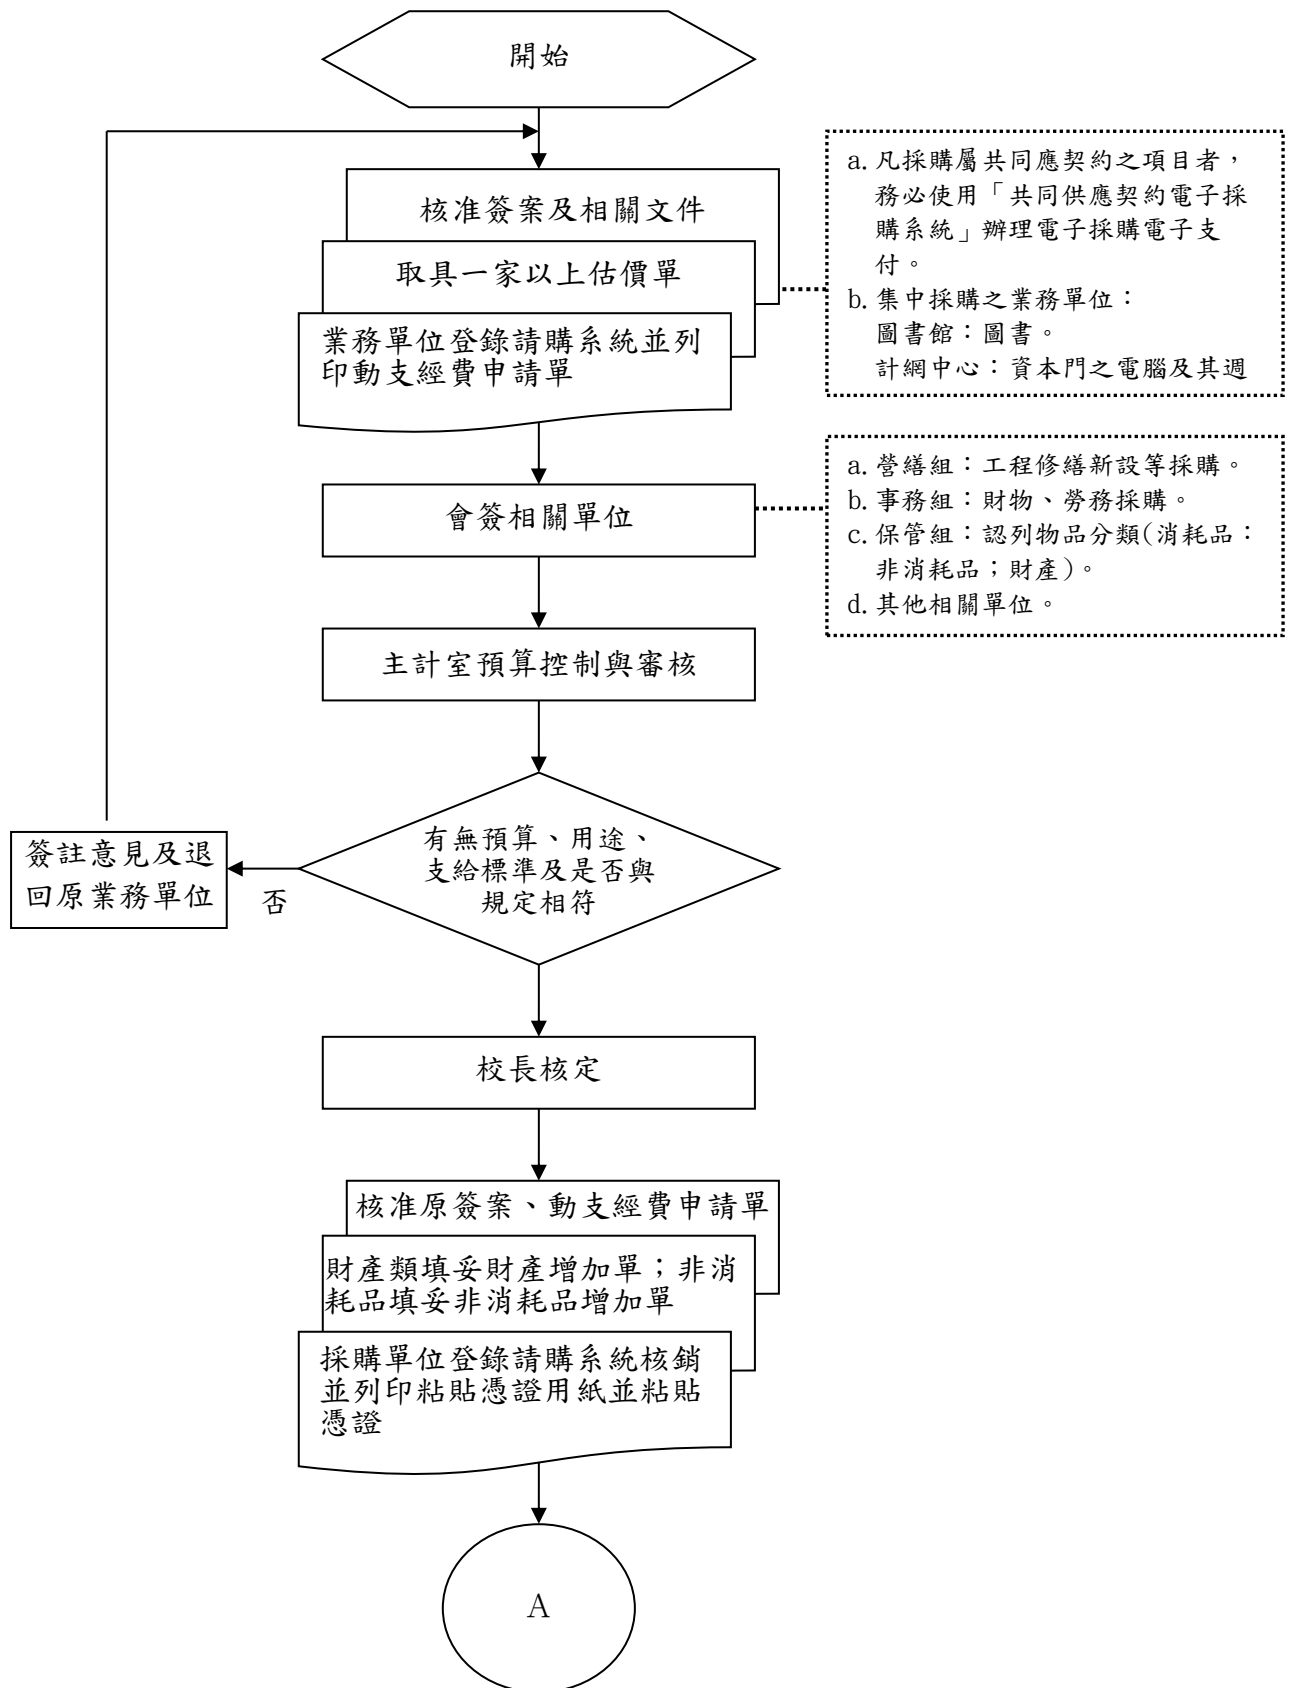 開始
核准簽案及相關文件
取具一家以上估價單
業務單位登錄請購系統並列
印動支經費申請單
a. 凡採購屬共同應契約之項目者，
務必使用「共同供應契約電子採
購系統」辦理電子採購電子支
付。
b. 集中採購之業務單位：
圖書館：圖書。
計網中心：資本門之電腦及其週
會簽相關單位
a. 營繕組：工程修繕新設等採購。
b. 事務組：財物、勞務採購。
c. 保管組：認列物品分類(消耗品：
非消耗品；財產)。
d. 其他相關單位。
主計室預算控制與審核
有無預算、用途、
支給標準及是否與
規定相符
否
簽註意見及退
回原業務單位
校長核定
核准原簽案、動支經費申請單
財產類填妥財產增加單；非消
耗品填妥非消耗品增加單
採購單位登錄請購系統核銷
並列印粘貼憑證用紙並粘貼
憑證
A